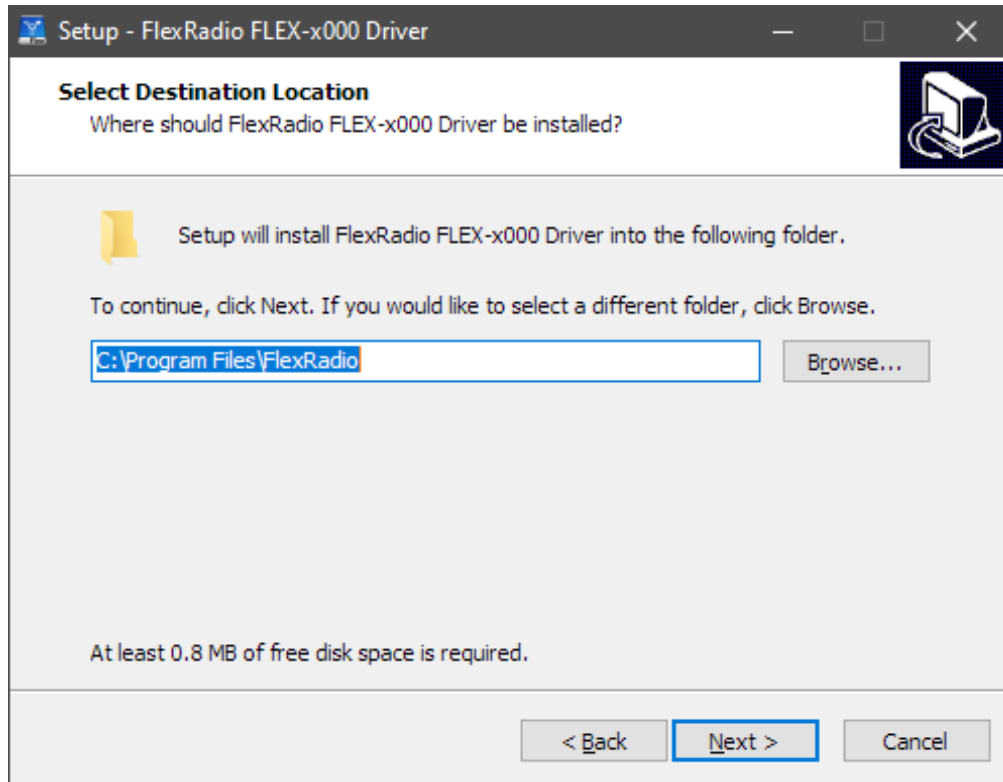 Setup - FlexRadio FLEX-x000 Driver
Select Destination Location
Where should FlexRadio FLEX-x000 Driver be installed?
Setup will install FlexRadio FLEX-x000 Driver into the following folder.
To continue, click Next. If you would like to select a different folder, click Browse.
C:\Program Files\FlexRadio
Browse...
At least 0.8 MB of free disk space is required.
< Back
Next >
Cancel